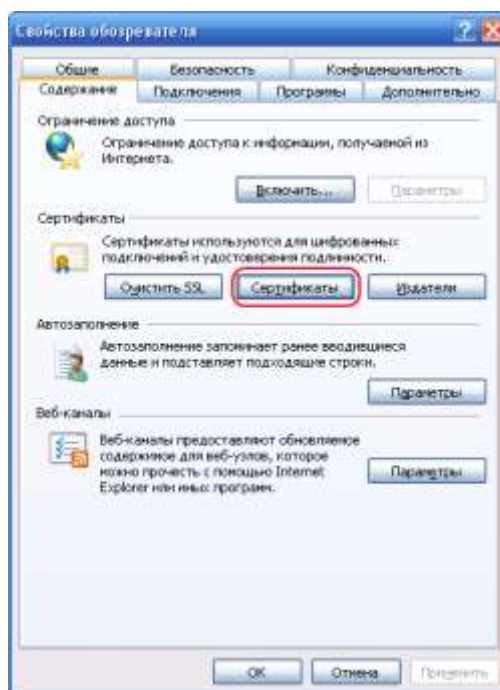 Свойства обозревателя
Общие Безопасность Конфиденциальность
Содержание Подключения Программы Дополнительно
Ограничение доступа
Ограничение доступа к информации, получаемой из
Интернета.
Включить... Параметры
Сертификаты
Сертификаты используются для шифрованных
подключений и удостоверения подлинности.
Очистить SSL Сертификаты Издатели
Автозаполнение
Автозаполнение запоминает ранее вводившиеся
данные и подставляет подходящие строки.
Параметры
Веб-каналы
Веб-каналы предоставляют обновляемое
содержимое для веб-узлов, которое
можно прочесть с помощью Internet
Explorer или иных программ.
Параметры
ОК Отмена Применить